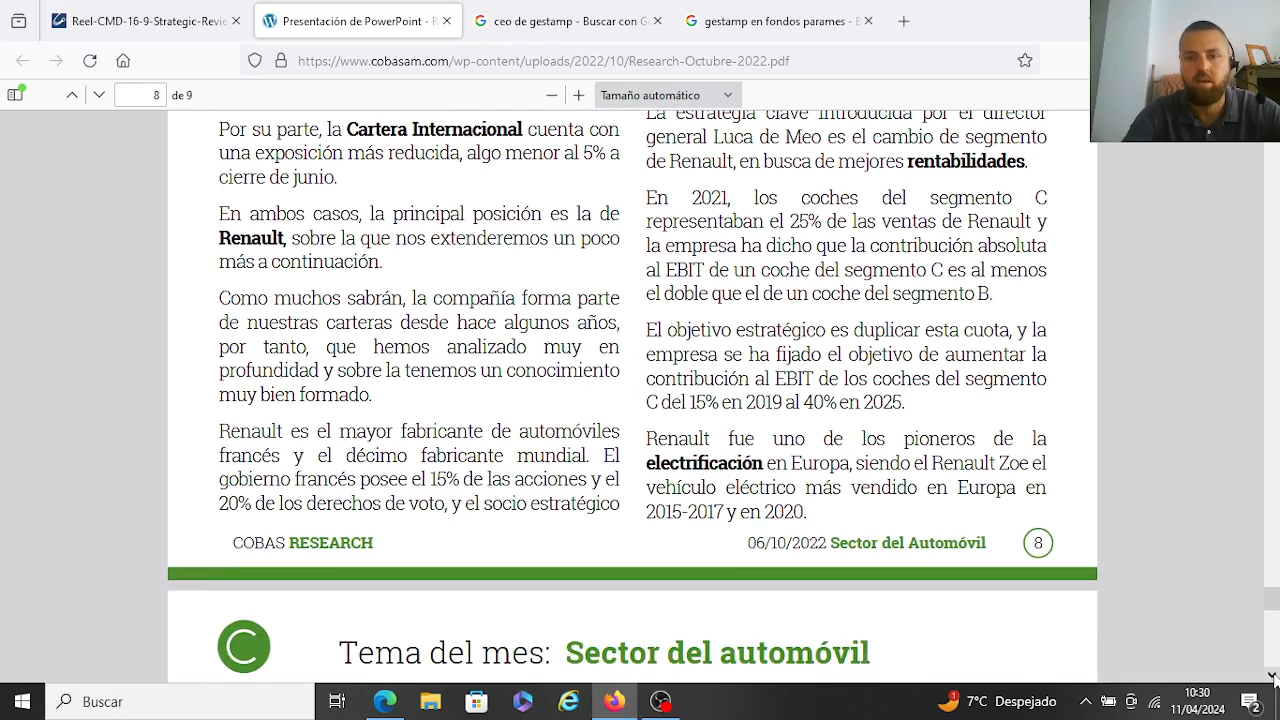 Reel-CMD-16-9-Strategic-Revie
Presentación de PowerPoint - R
ceo de gestamp - Buscar con G
gestamp en fondos parames - B
https://www.cobasam.com/wp-content/uploads/2022/10/Research-Octubre-2022.pdf
8 de 9
Tamaño automático
Por su parte, la Cartera Internacional cuenta con
una exposición más reducida, algo menor al 5% a
cierre de junio.
En ambos casos, la principal posición es la de
Renault, sobre la que nos extenderemos un poco
más a continuación.
Como muchos sabrán, la compañía forma parte
de nuestras carteras desde hace algunos años,
por tanto, que hemos analizado muy en
profundidad y sobre la tenemos un conocimiento
muy bien formado.
Renault es el mayor fabricante de automóviles
francés y el décimo fabricante mundial. El
gobierno francés posee el 15% de las acciones y el
20% de los derechos de voto, y el socio estratégico
La estrategia clave introducida por el director
general Luca de Meo es el cambio de segmento
de Renault, en busca de mejores rentabilidades.
En 2021, los coches del segmento C
representaban el 25% de las ventas de Renault y
la empresa ha dicho que la contribución absoluta
al EBIT de un coche del segmento C es al menos
el doble que el de un coche del segmento B.
El objetivo estratégico es duplicar esta cuota, y la
empresa se ha fijado el objetivo de aumentar la
contribución al EBIT de los coches del segmento
C del 15% en 2019 al 40% en 2025.
Renault fue uno de los pioneros de la
electrificación en Europa, siendo el Renault Zoe el
vehículo eléctrico más vendido en Europa en
2015-2017 y en 2020.
COBAS RESEARCH
06/10/2022 Sector del Automóvil 8
C
Tema del mes: Sector del automóvil
Buscar
1
7°C Despejado
10:30
11/04/2024
2